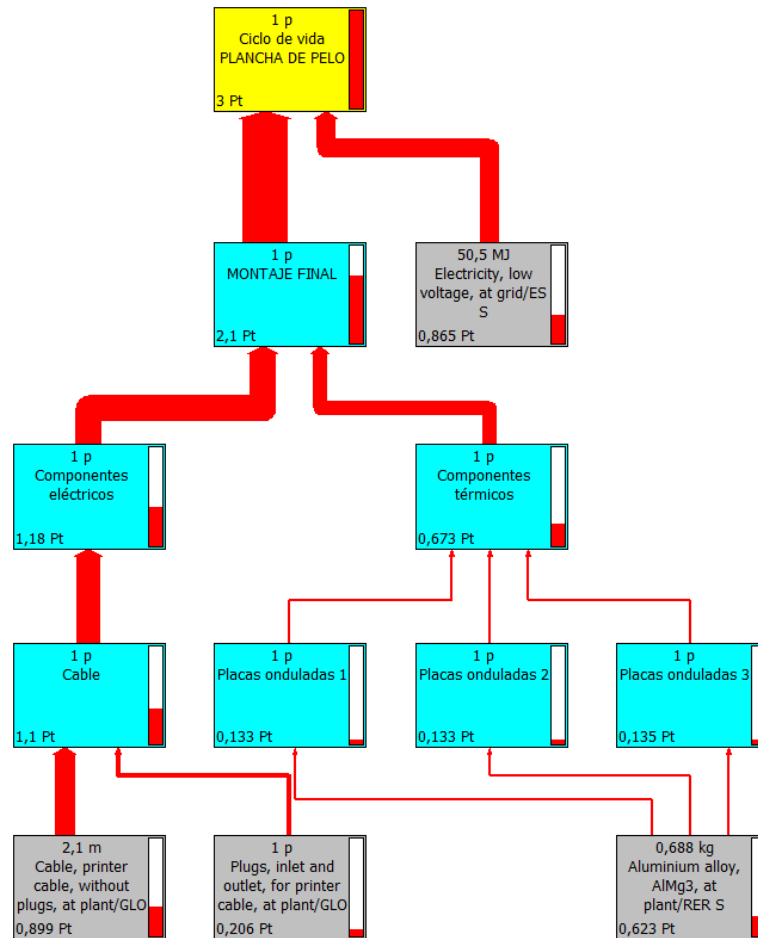 1 p
Ciclo de vida
PLANCHA DE PELO
3 Pt
1 p
MONTAJE FINAL
2,1 Pt
50,5 MJ
Electricity, low
voltage, at grid/ES
S
0,865 Pt
1 p
Componentes
eléctricos
1,18 Pt
1 p
Componentes
térmicos
0,673 Pt
1 p
Cable
1,1 Pt
1 p
Placas onduladas 1
0,133 Pt
1 p
Placas onduladas 2
0,133 Pt
1 p
Placas onduladas 3
0,135 Pt
2,1 m
Cable, printer
cable, without
plugs, at plant/GLO
0,899 Pt
1 p
Plugs, inlet and
outlet, for printer
cable, at plant/GLO
0,206 Pt
0,688 kg
Aluminium alloy,
AlMg3, at
plant/RER S
0,623 Pt